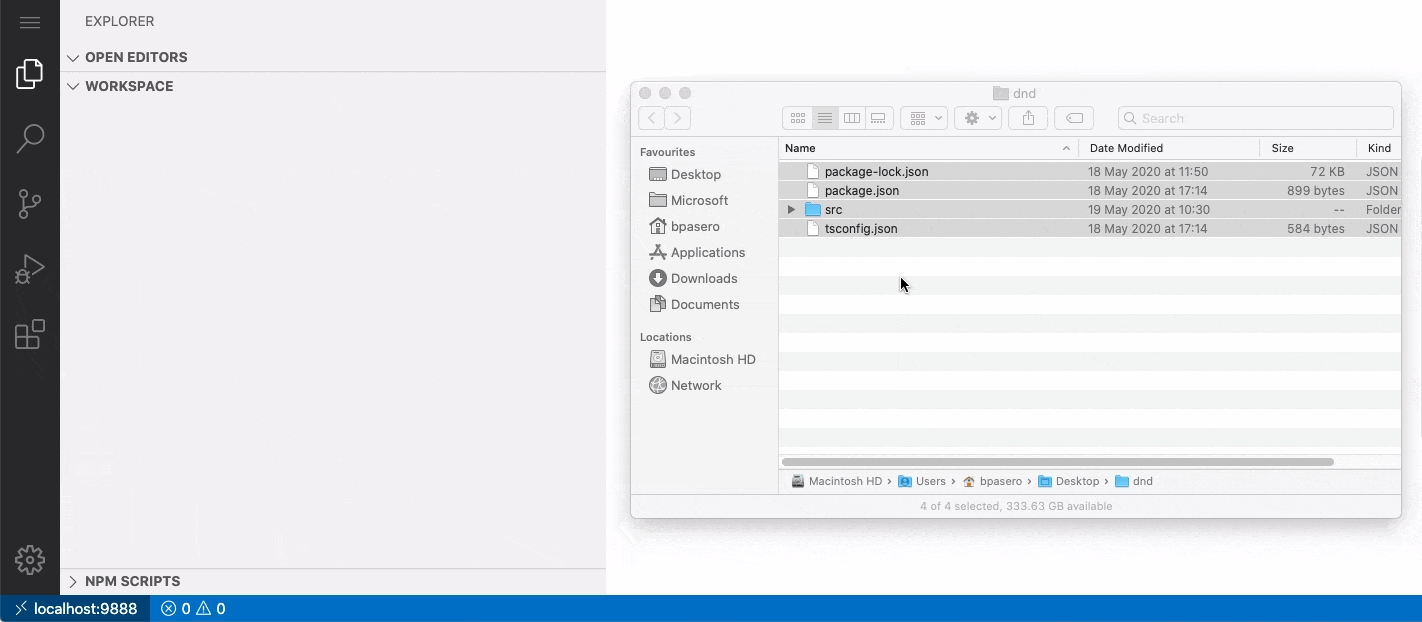 EXPLORER
OPEN EDITORS
WORKSPACE
NPM SCRIPTS
localhost:9888 0 0
dnd
Search
Favourites
Desktop
Microsoft
bpasero
Applications
Downloads
Documents
Locations
Macintosh HD
Network
Name Date Modified Size Kind
package-lock.json 18 May 2020 at 11:50 72 KB JSON
package.json 18 May 2020 at 17:14 899 bytes JSON
src 19 May 2020 at 10:30 -- Folder
tsconfig.json 18 May 2020 at 17:14 584 bytes JSON
Macintosh HD › Users › bpasero › Desktop › dnd
4 of 4 selected, 333.63 GB available